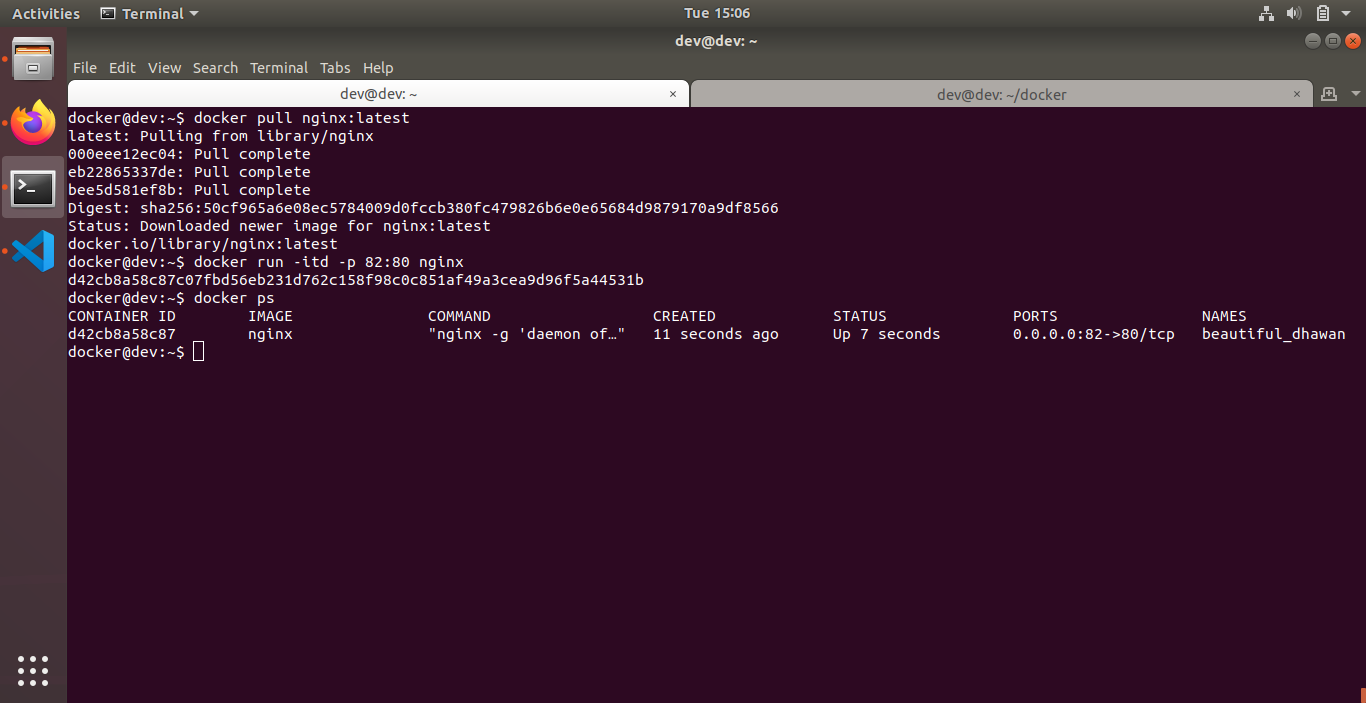 Activities Terminal Tue 15:06
dev@dev: ~
File Edit View Search Terminal Tabs Help
dev@dev: ~ × dev@dev: ~/docker ×
docker@dev:~$ docker pull nginx:latest
latest: Pulling from library/nginx
000eee12ec04: Pull complete
eb22865337de: Pull complete
bee5d581ef8b: Pull complete
Digest: sha256:50cf965a6e08ec5784009d0fccb380fc479826b6e0e65684d9879170a9df8566
Status: Downloaded newer image for nginx:latest
docker.io/library/nginx:latest
docker@dev:~$ docker run -itd -p 82:80 nginx
d42cb8a58c87c07fbd56eb231d762c158f98c0c851af49a3cea9d96f5a44531b
docker@dev:~$ docker ps
CONTAINER ID IMAGE COMMAND CREATED STATUS PORTS NAMES
d42cb8a58c87 nginx "nginx -g 'daemon of…" 11 seconds ago Up 7 seconds 0.0.0.0:82->80/tcp beautiful_dhawan
docker@dev:~$